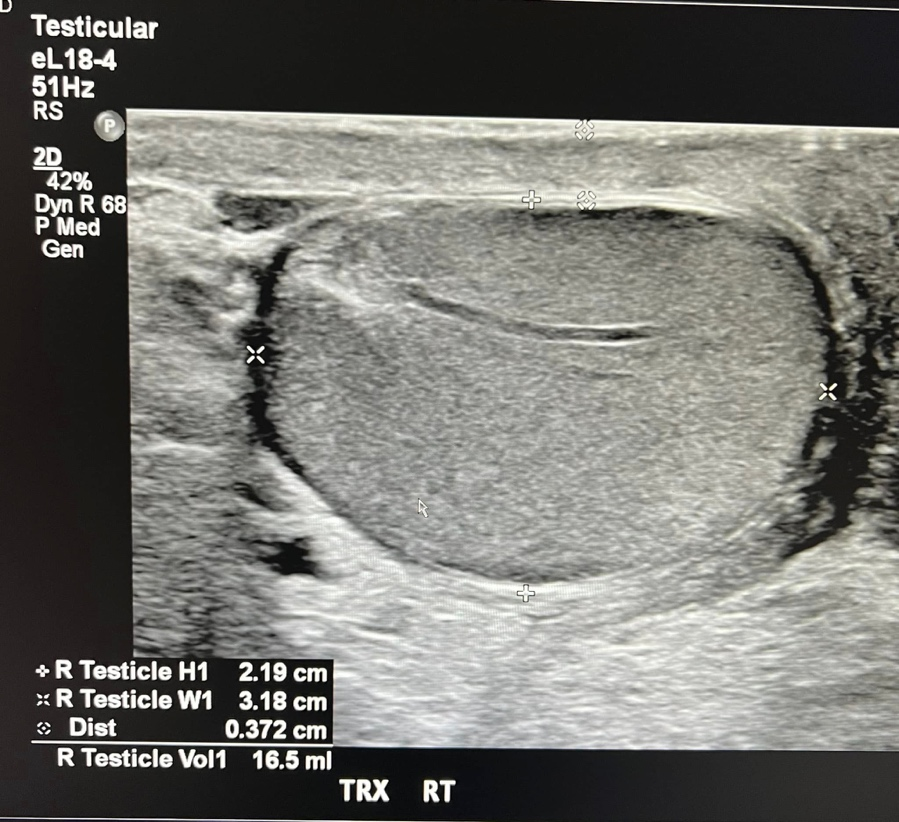 D
Testicular
eL18-4
51Hz
RS
P
2D
42%
Dyn R 68
P Med
Gen
R Testicle H1 2.19 cm
R Testicle W1 3.18 cm
Dist 0.372 cm
R Testicle Vol1 16.5 ml
TRX RT